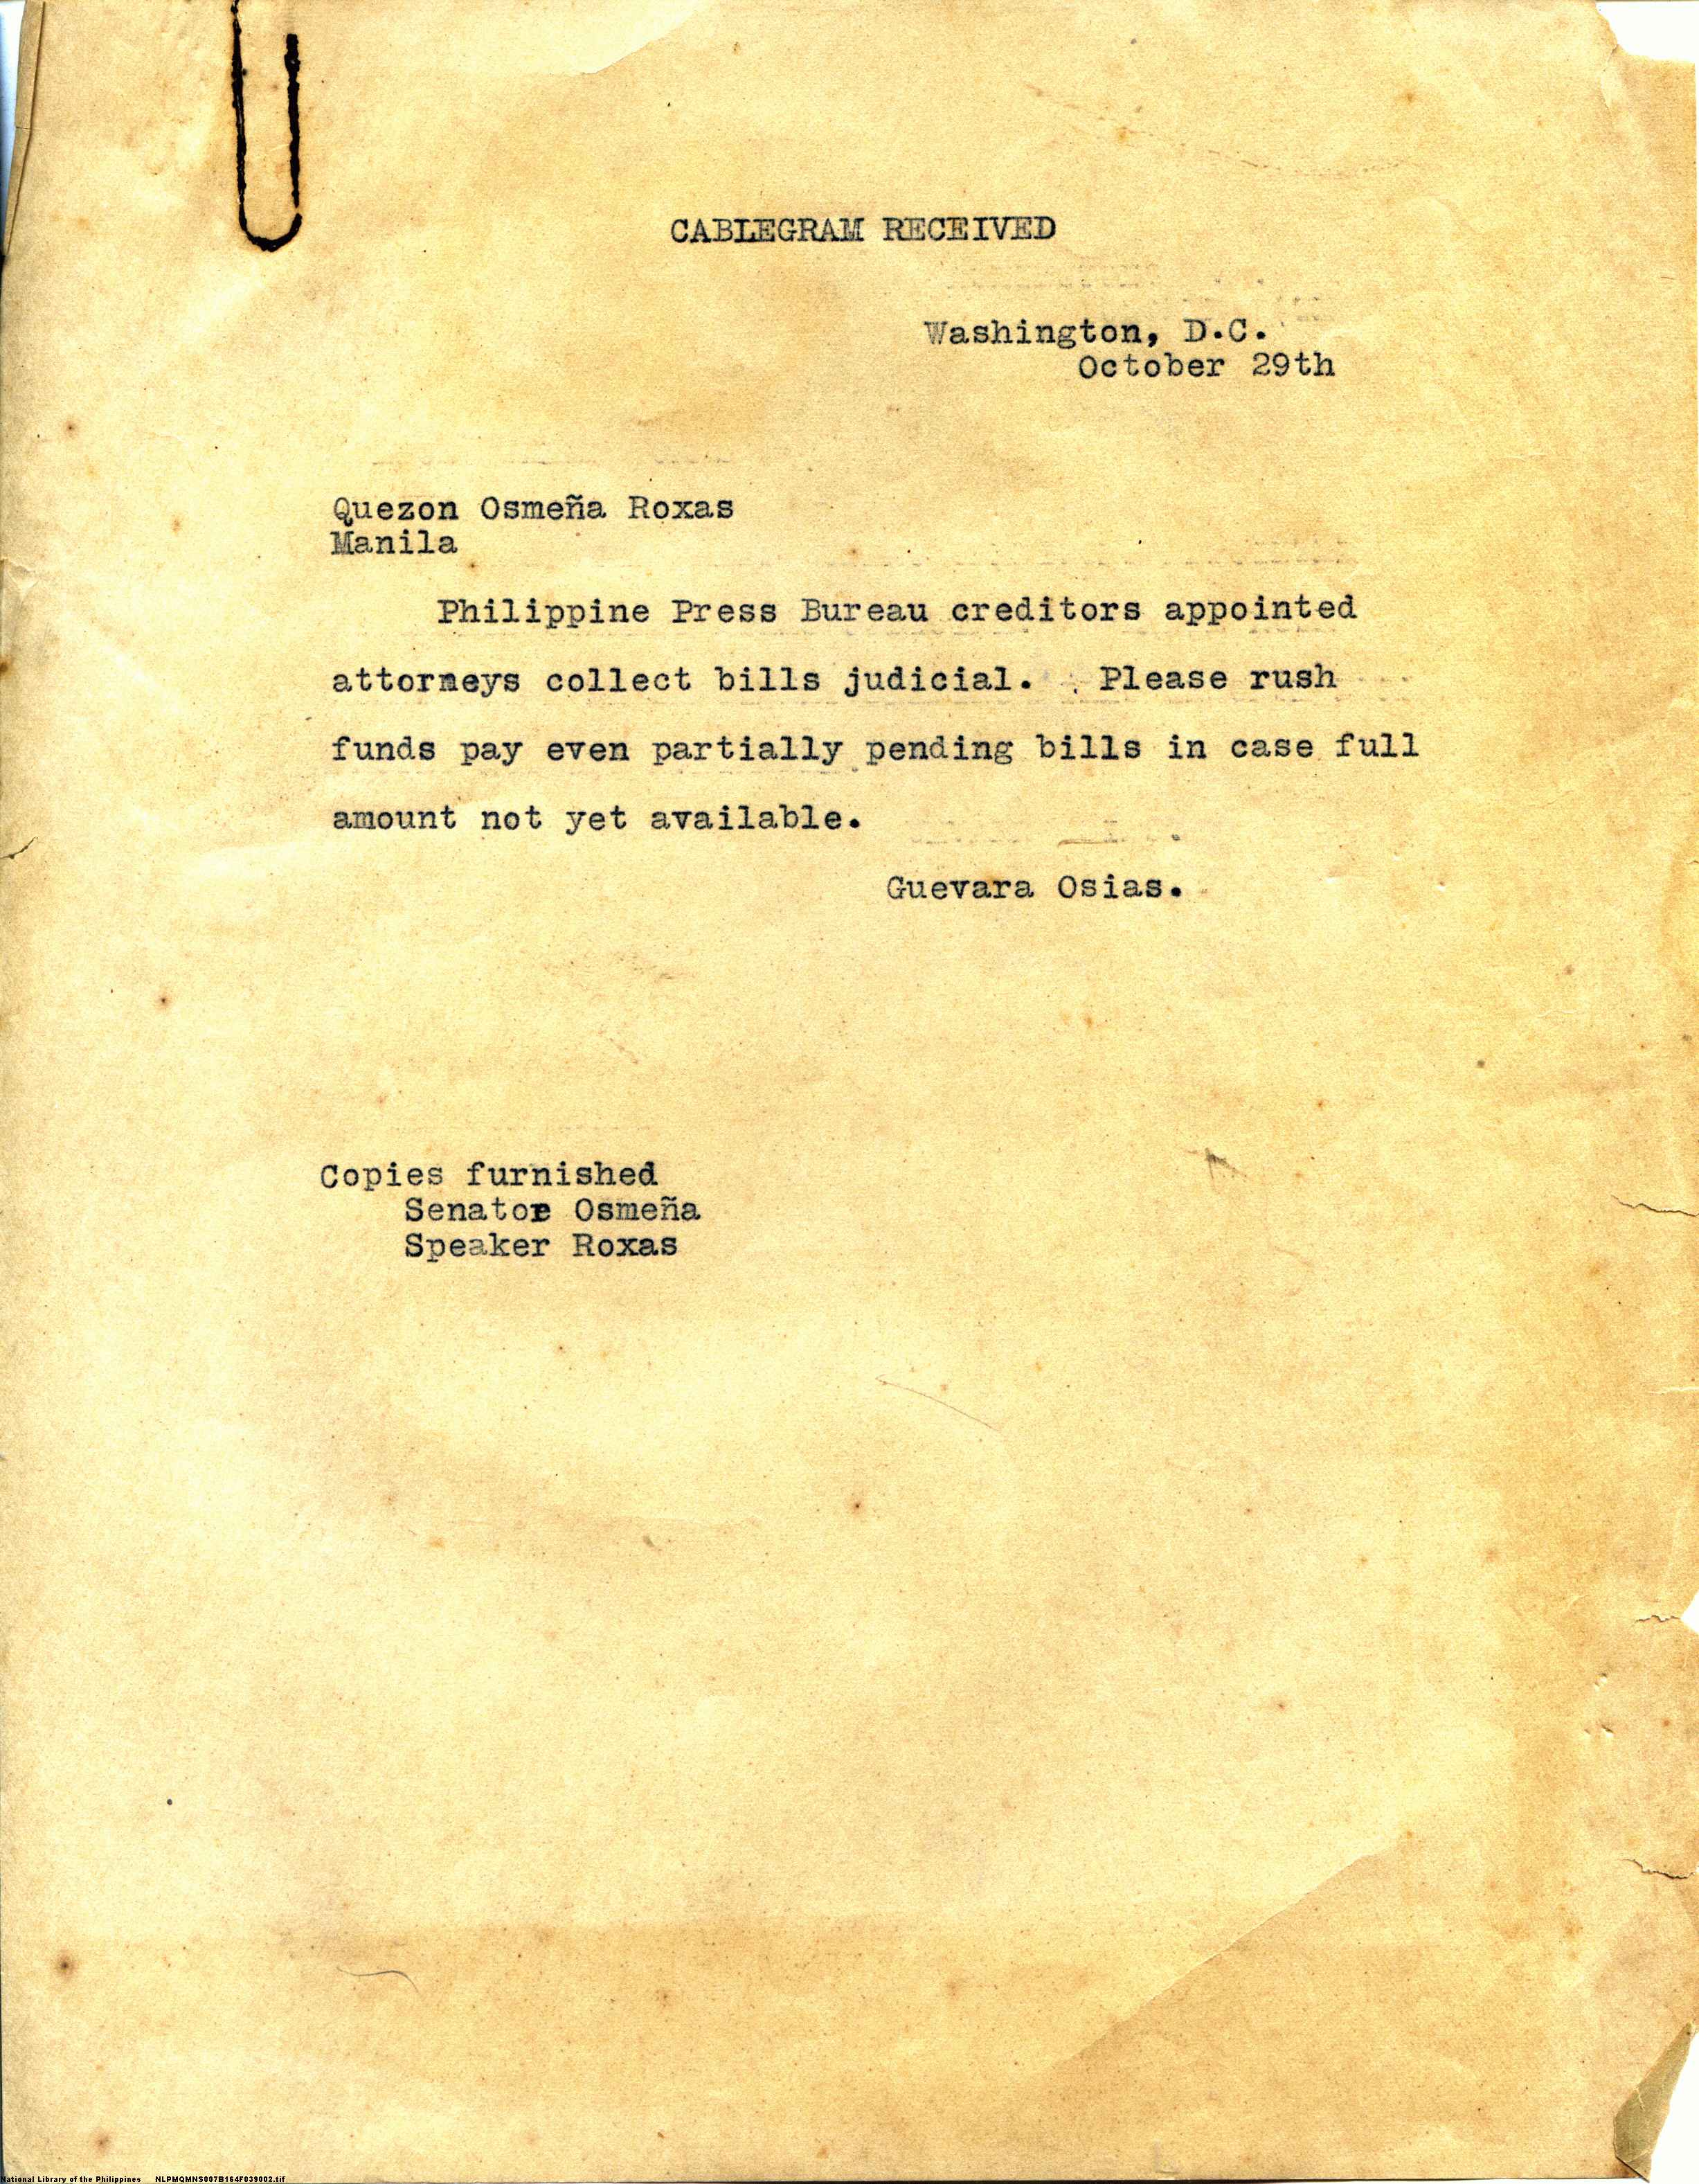 CABLEGRAM RECEIVED
Washington, D.C.
October 29th
Quezon Osmeña Roxas
Manila
Philippine Press Bureau creditors appointed
attorneys collect bills judicial. Please rush
funds pay even partially pending bills in case full
amount not yet available.
Guevara Osias.
Copies furnished
Senator Osmeña
Speaker Roxas
National Library of the Philippines NLPMQMNS007B164F039002.tif